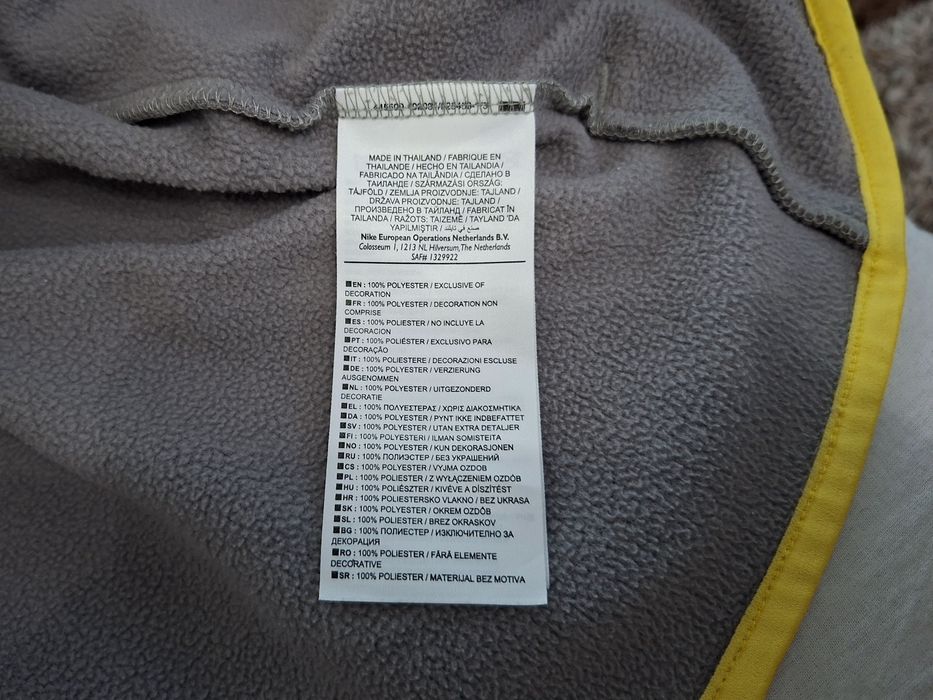 MADE IN THAILAND / FABRIQUE EN
THAILANDE / HECHO EN TAILANDIA /
FABRICADO NA TAILÂNDIA / СДЕЛАНО В
ТАИЛАНДЕ / SZÁRMAZÁSI ORSZÁG:
TÁJFÖLD / ZEMLJA PROIZVODNJE: TAJLAND /
DRŽAVA PROIZVODNJE: TAJLAND /
ПРОИЗВЕДЕНО В ТАЙЛАНД / FABRICAT ÎN
TAILANDA / RAŽOTS: TAIZEMĒ / TAYLAND 'DA
YAPILMIŞTIR / صنع في تايلند
Nike European Operations Netherlands B.V.
Colosseum 1, 1213 NL Hilversum, The Netherlands
SAF# 1329922
EN : 100% POLYESTER / EXCLUSIVE OF
DECORATION
FR : 100% POLYESTER / DECORATION NON
COMPRISE
ES : 100% POLIESTER / NO INCLUYE LA
DECORACION
PT : 100% POLIÉSTER / EXCLUSIVO PARA
DECORAÇÃO
IT : 100% POLIESTERE / DECORAZIONI ESCLUSE
DE : 100% POLYESTER / VERZIERUNG
AUSGENOMMEN
NL : 100% POLYESTER / UITGEZONDERD
DECORATIE
EL : 100% ΠΟΛΥΕΣΤΕΡΑΣ / ΧΩΡΙΣ ΔΙΑΚΟΣΜΗΤΙΚΑ
DA : 100% POLYESTER / PYNT IKKE INDBEFATTET
SV : 100% POLYESTER / UTAN EXTRA DETALJER
FI : 100% POLYESTERI / ILMAN SOMISTEITA
NO : 100% POLYESTER / KUN DEKORASJONEN
RU : 100% ПОЛИЭСТЕР / БЕЗ УКРАШЕНИЙ
CS : 100% POLYESTER / VYJMA OZDOB
PL : 100% POLIESTER / Z WYŁĄCZENIEM OZDÓB
HU : 100% POLIÉSZTER / KIVÉVE A DÍSZÍTÉST
HR : 100% POLIESTERSKO VLAKNO / BEZ UKRASA
SK : 100% POLYESTER / OKREM OZDÔB
SL : 100% POLIESTER / BREZ OKRASKOV
BG : 100% ПОЛИЕСТЕР / ИЗКЛЮЧИТЕЛНО ЗА
ДЕКОРАЦИЯ
RO : 100% POLIESTER / FĂRĂ ELEMENTE
DECORATIVE
SR : 100% POLIESTER / MATERIJAL BEZ MOTIVA